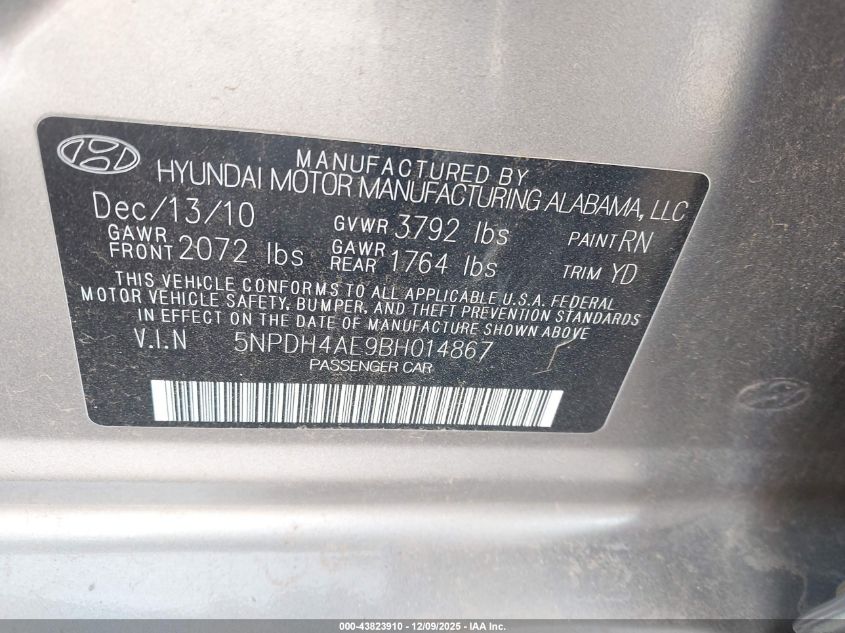 MANUFACTURED BY
HYUNDAI MOTOR MANUFACTURING ALABAMA, LLC
Dec/13/10 GVWR 3792 lbs PAINT RN
GAWR FRONT 2072 lbs GAWR REAR 1764 lbs TRIM YD
THIS VEHICLE CONFORMS TO ALL APPLICABLE U.S.A. FEDERAL
MOTOR VEHICLE SAFETY, BUMPER, AND THEFT PREVENTION STANDARDS
IN EFFECT ON THE DATE OF MANUFACTURE SHOWN ABOVE
V.I.N 5NPDH4AE9BH014867
PASSENGER CAR
000-43823910 - 12/09/2025 - IAA Inc.